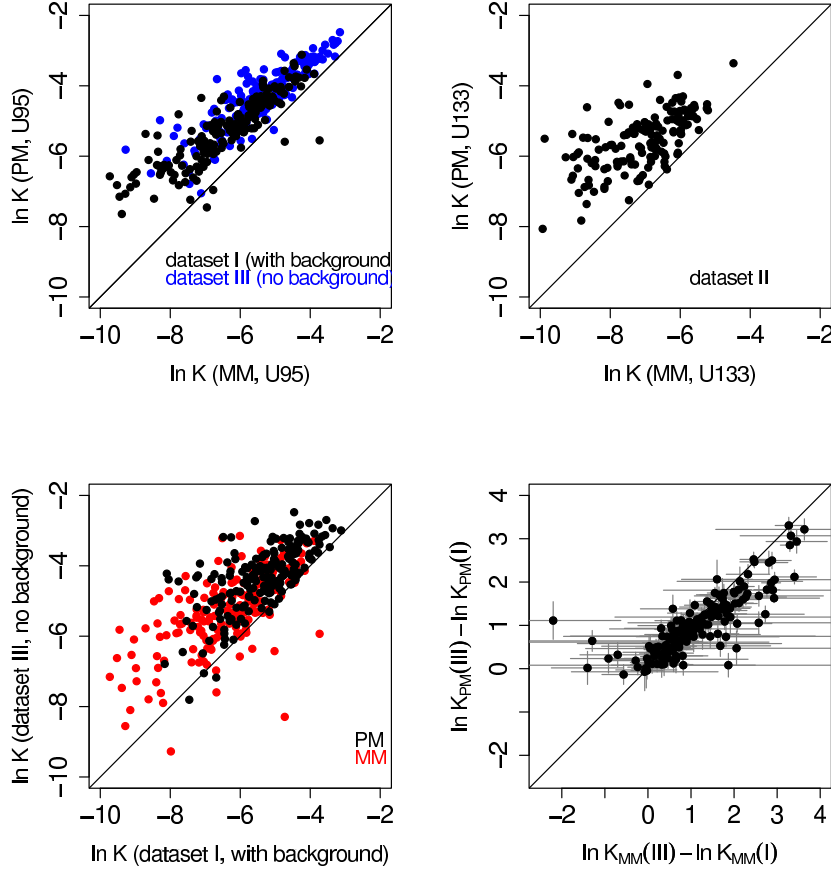 −2
−4
−6
−8
−10
ln K (PM, U95)
dataset I (with background)
dataset III (no background)
−10 −8 −6 −4 −2
ln K (MM, U95)
−2
−4
−6
−8
−10
ln K (PM, U133)
dataset II
−10 −8 −6 −4 −2
ln K (MM, U133)
−2
−4
−6
−8
−10
ln K (dataset III, no background)
PM
MM
−10 −8 −6 −4 −2
ln K (dataset I, with background)
4
3
2
1
0
−2
ln K_PM(III) − ln K_PM(I)
−2 0 1 2 3 4
ln K_MM(III) − ln K_MM(I)